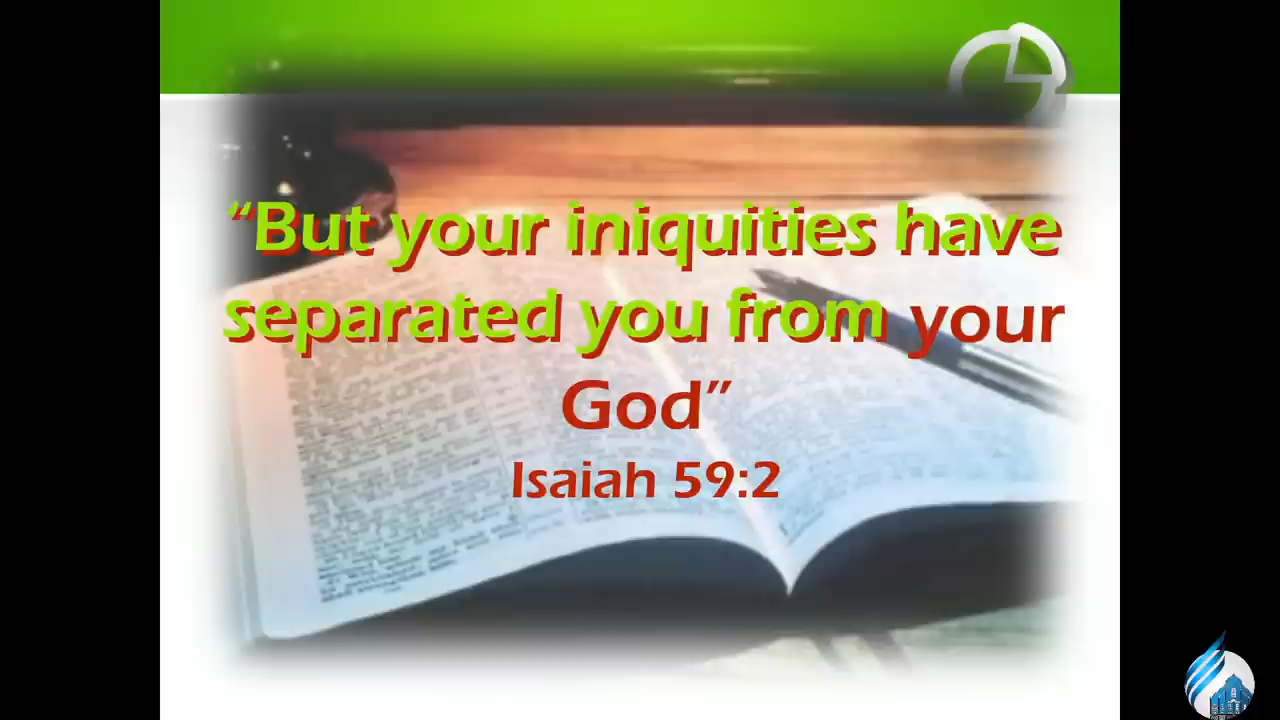 “But your iniquities have
separated you from your
God”
Isaiah 59:2